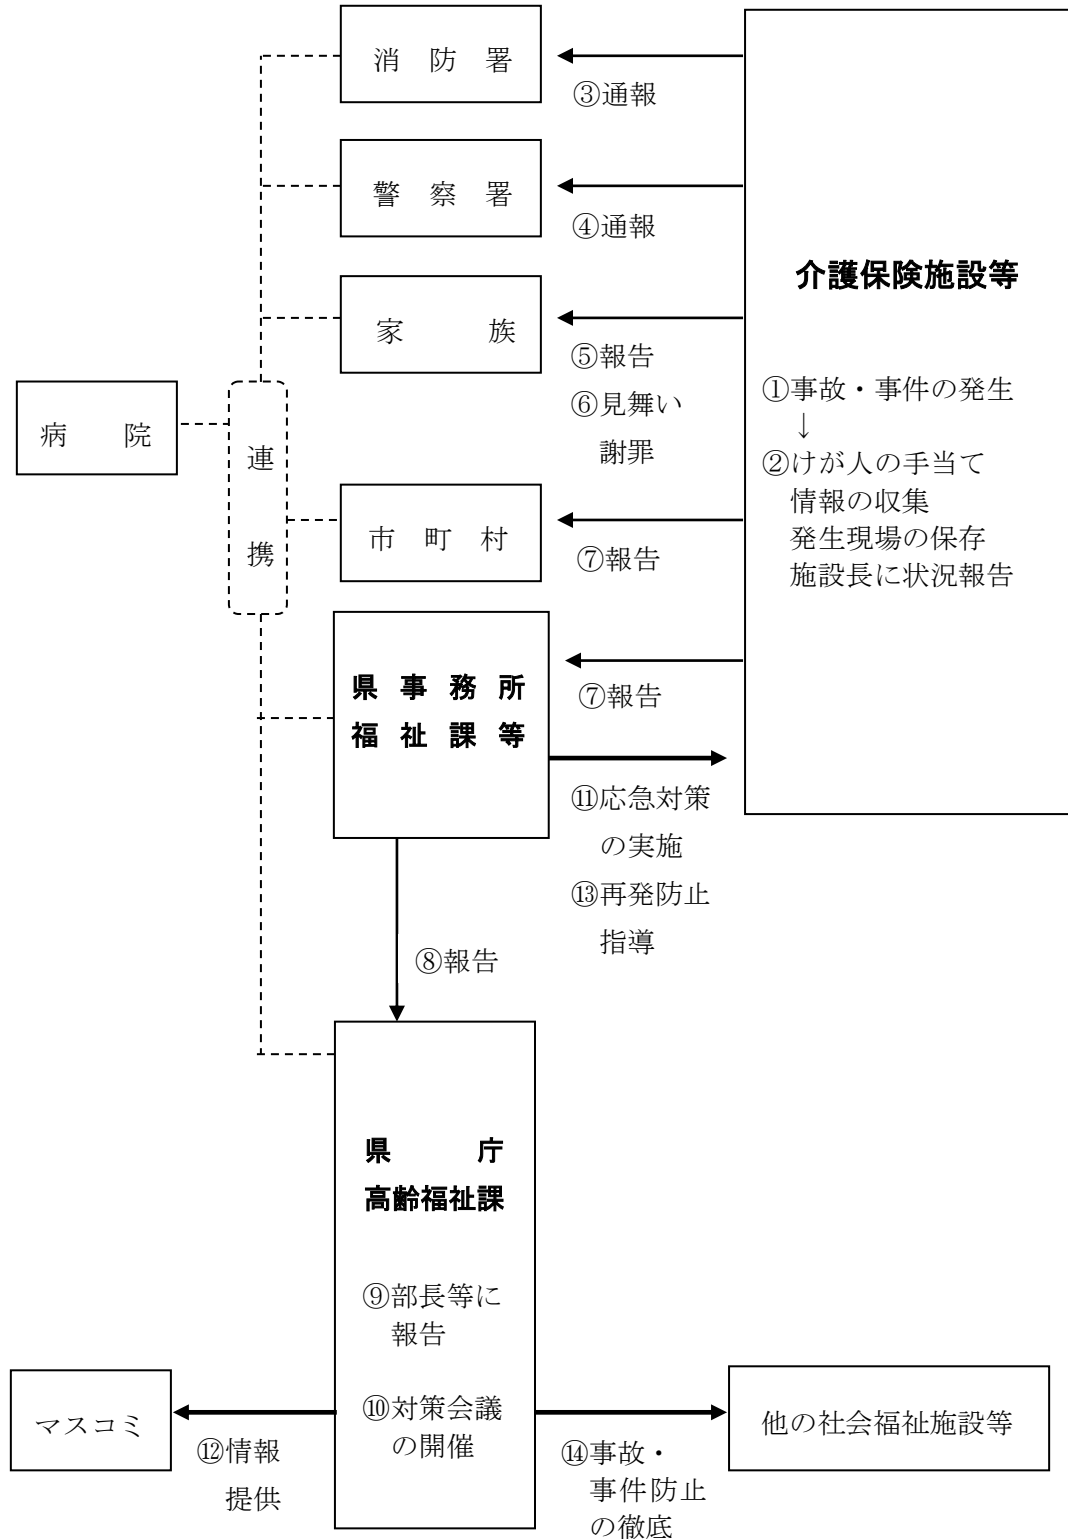 消 防 署
③通報
警 察 署
④通報
介護保険施設等
家 族
⑤報告
⑥見舞い
謝罪
①事故・事件の発生
↓
②けが人の手当て
情報の収集
発生現場の保存
施設長に状況報告
病 院
連
携
市 町 村
⑦報告
県 事 務 所
福 祉 課 等
⑦報告
⑪応急対策
の実施
⑬再発防止
指導
⑧報告
県 庁
高齢福祉課
⑨部長等に
報告
⑩対策会議
の開催
マスコミ
⑫情報
提供
他の社会福祉施設等
⑭事故・
事件防止
の徹底